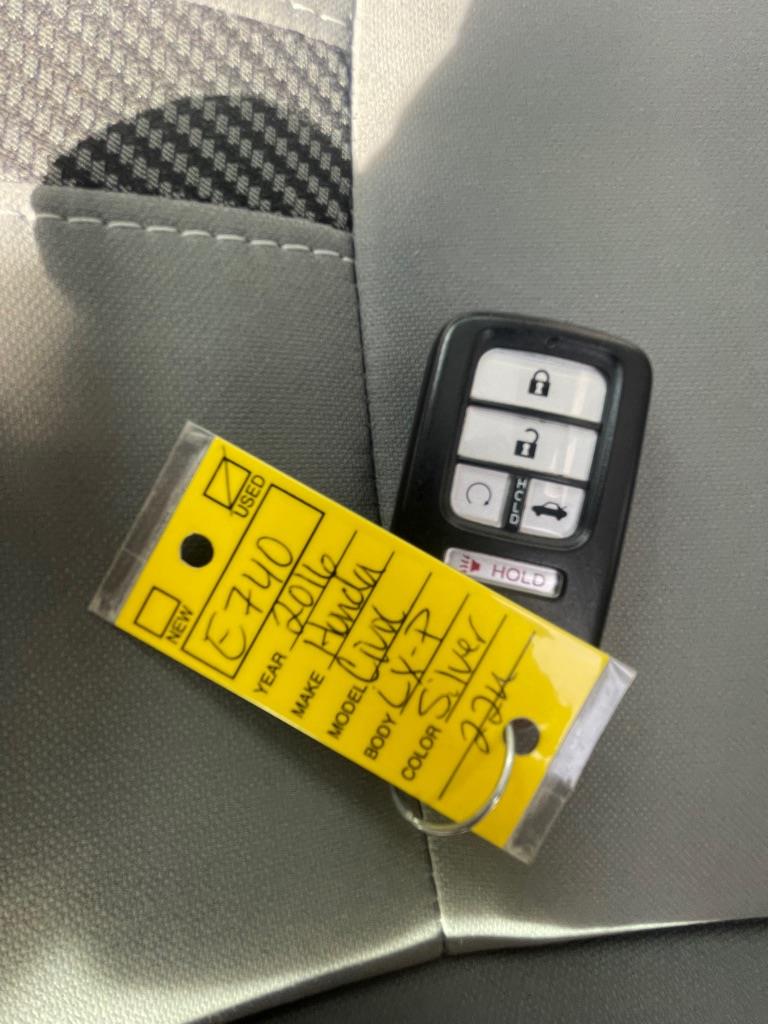 USED
NEW
E740
YEAR 2016
MAKE Honda
MODEL Civic
BODY LX-P
COLOR Silver
HOLD
HOLD